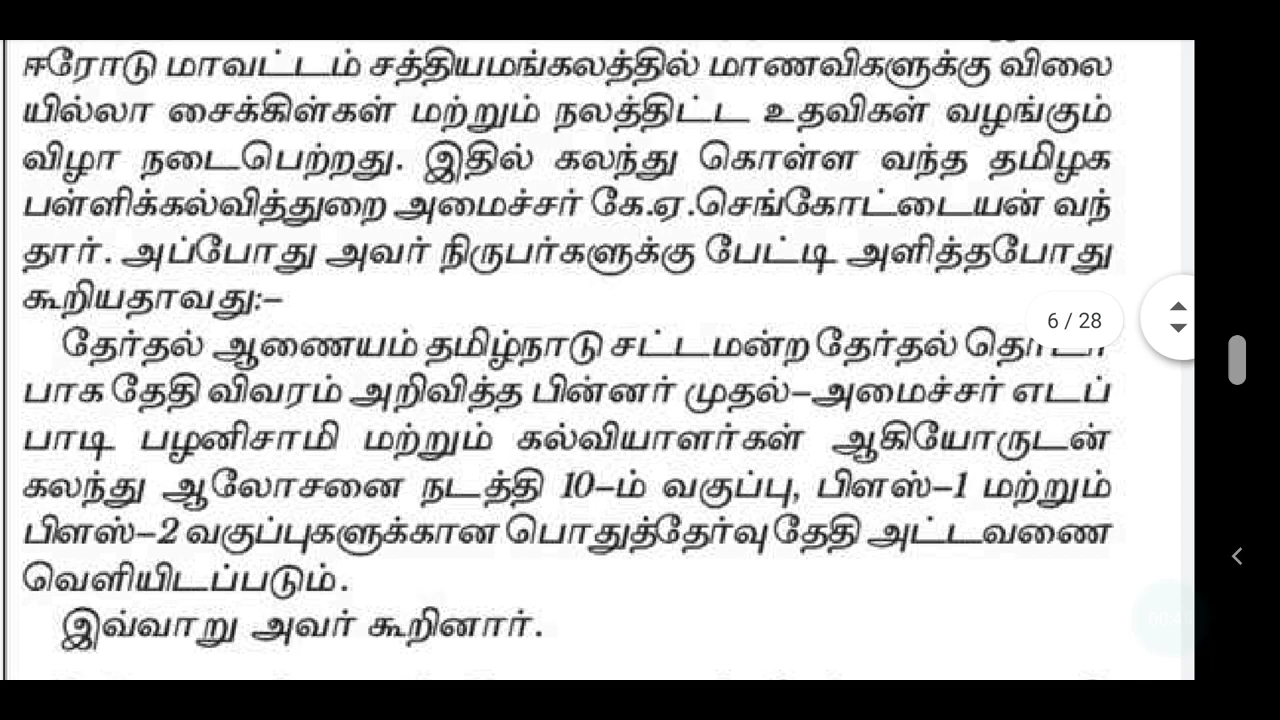 ஈரோடு மாவட்டம் சத்தியமங்கலத்தில் மாணவிகளுக்கு விலை
யில்லா சைக்கிள்கள் மற்றும் நலத்திட்ட உதவிகள் வழங்கும்
விழா நடைபெற்றது. இதில் கலந்து கொள்ள வந்த தமிழக
பள்ளிக்கல்வித்துறை அமைச்சர் கே.ஏ.செங்கோட்டையன் வந்
தார். அப்போது அவர் நிருபர்களுக்கு பேட்டி அளித்தபோது
கூறியதாவது:–
6 / 28
தேர்தல் ஆணையம் தமிழ்நாடு சட்டமன்ற தேர்தல்
பாக தேதி விவரம் அறிவித்த பின்னர் முதல்–அமைச்சர் எடப்
பாடி பழனிசாமி மற்றும் கல்வியாளர்கள் ஆகியோருடன்
கலந்து ஆலோசனை நடத்தி 10–ம் வகுப்பு, பிளஸ்–1 மற்றும்
பிளஸ்–2 வகுப்புகளுக்கான பொதுத்தேர்வு தேதி அட்டவணை
வெளியிடப்படும்.
இவ்வாறு அவர் கூறினார்.